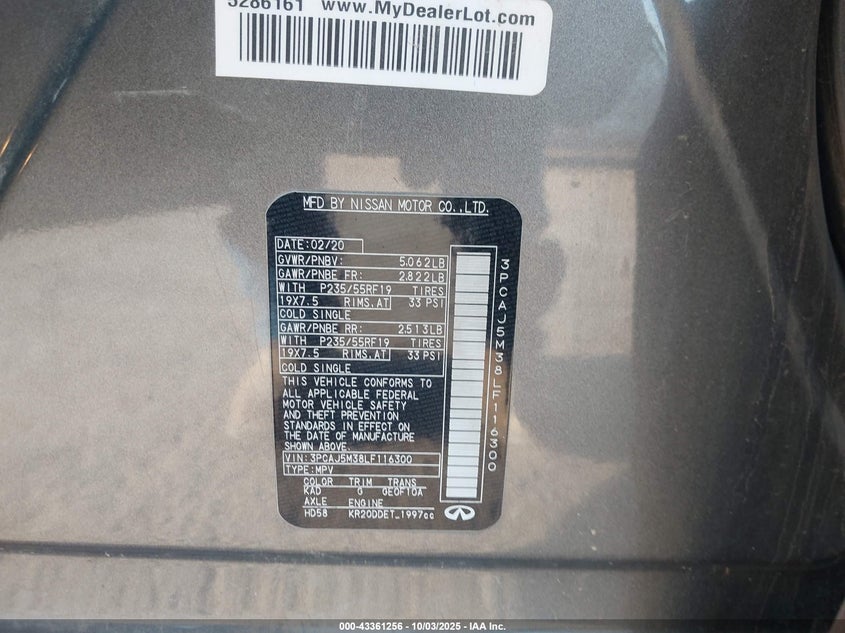 5286161 www.MyDealerLot.com
MFD BY NISSAN MOTOR CO.,LTD.
DATE:02/20
GVWR/PNBV: 5,062LB
GAWR/PNBE FR: 2,822LB
WITH P235/55RF19 TIRES
19X7.5 RIMS,AT 33 PSI
COLD SINGLE
GAWR/PNBE RR: 2,513LB
WITH P235/55RF19 TIRES
19X7.5 RIMS,AT 33 PSI
COLD SINGLE
THIS VEHICLE CONFORMS TO
ALL APPLICABLE FEDERAL
MOTOR VEHICLE SAFETY
AND THEFT PREVENTION
STANDARDS IN EFFECT ON
THE DATE OF MANUFACTURE
SHOWN ABOVE.
VIN:3PCAJ5M38LF116300
TYPE:MPV
COLOR TRIM TRANS
KAD G GE0F10A
AXLE ENGINE
HD58 KR20DDET 1997cc
3PCAJ5M38LF116300
000-43361256 - 10/03/2025 - IAA Inc.